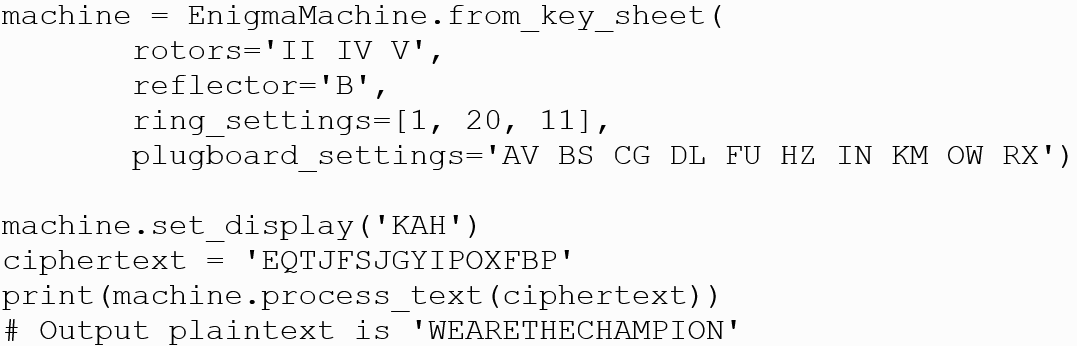 machine = EnigmaMachine.from_key_sheet(
        rotors='II IV V',
        reflector='B',
        ring_settings=[1, 20, 11],
        plugboard_settings='AV BS CG DL FU HZ IN KM OW RX')

machine.set_display('KAH')
ciphertext = 'EQTJFSJGYIPOXFBP'
print(machine.process_text(ciphertext))
# Output plaintext is 'WEARETHECHAMPION'